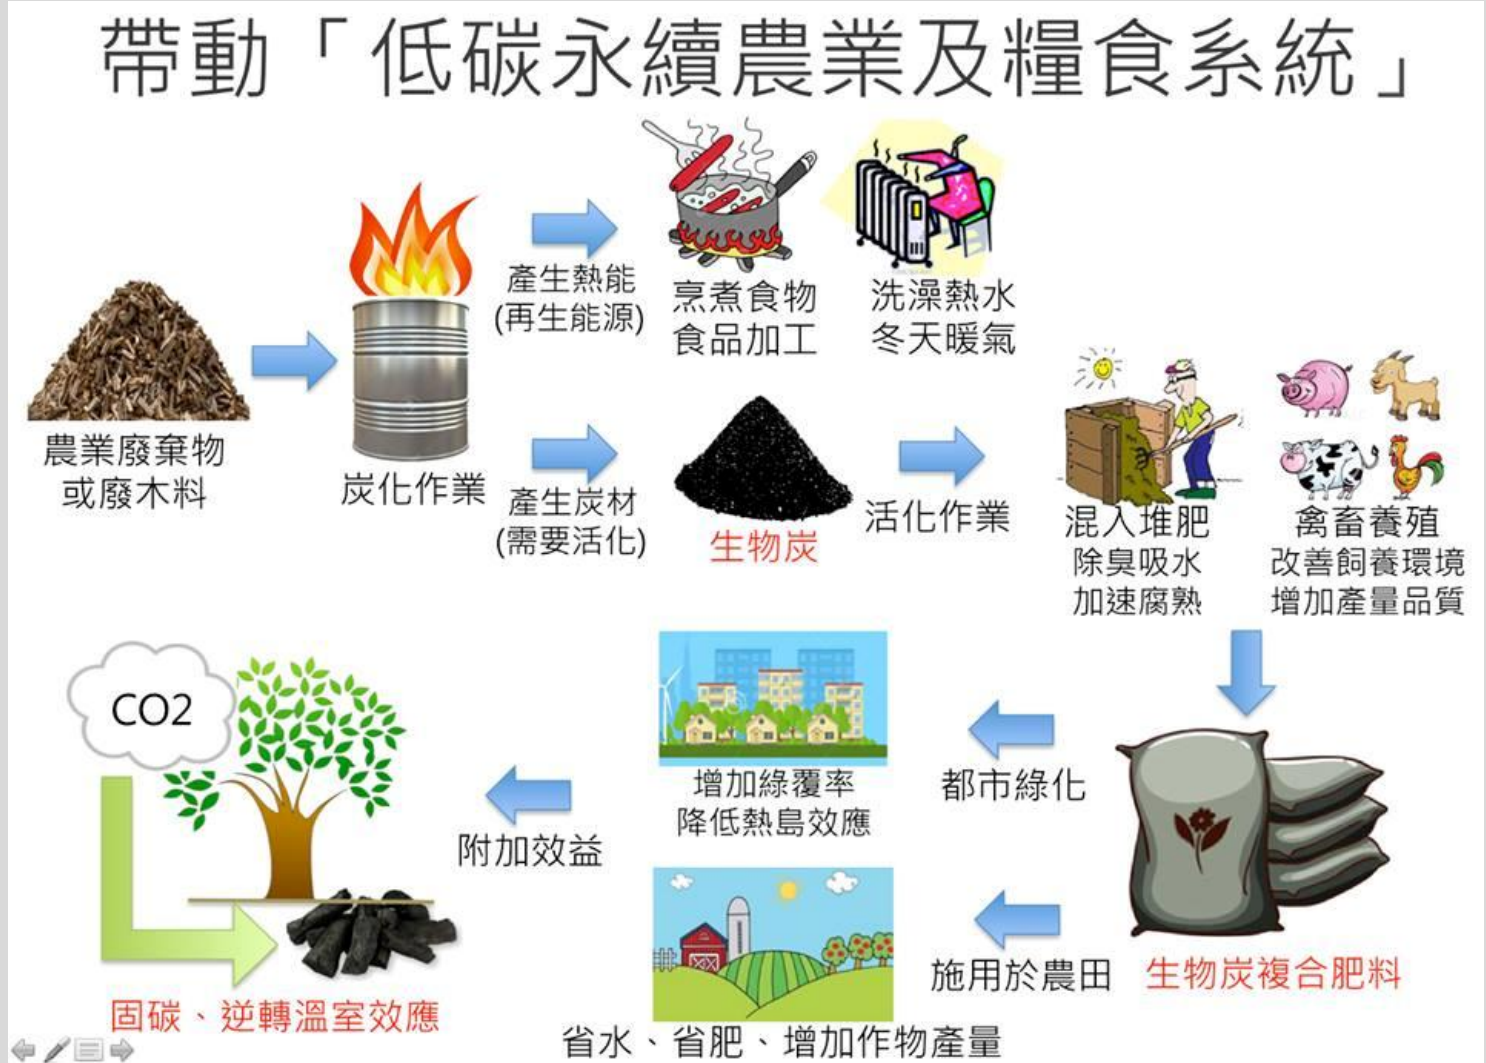 帶動「低碳永續農業及糧食系統」
農業廢棄物
或廢木料
炭化作業
產生熱能
(再生能源)
烹煮食物
食品加工
洗澡熱水
冬天暖氣
產生炭材
(需要活化)
生物炭
活化作業
混入堆肥
除臭吸水
加速腐熟
禽畜養殖
改善飼養環境
增加產量品質
生物炭複合肥料
都市綠化
增加綠覆率
降低熱島效應
施用於農田
省水、省肥、增加作物產量
附加效益
CO2
固碳、逆轉溫室效應